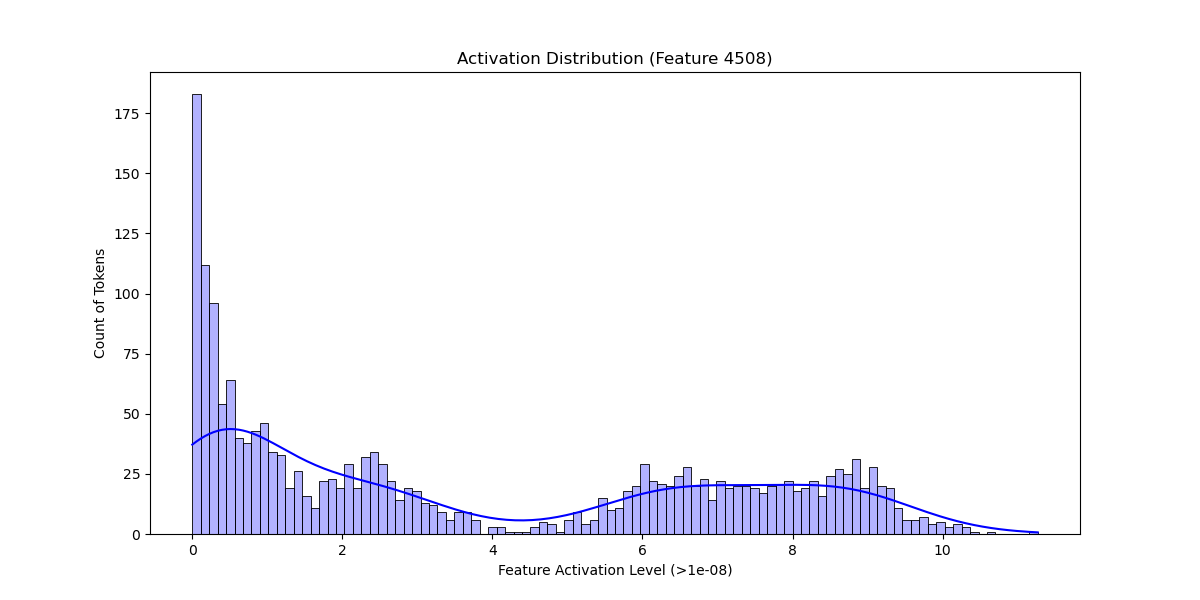 Activation Distribution (Feature 4508)
175
150
125
100
75
50
25
0
Count of Tokens
0 2 4 6 8 10
Feature Activation Level (>1e-08)